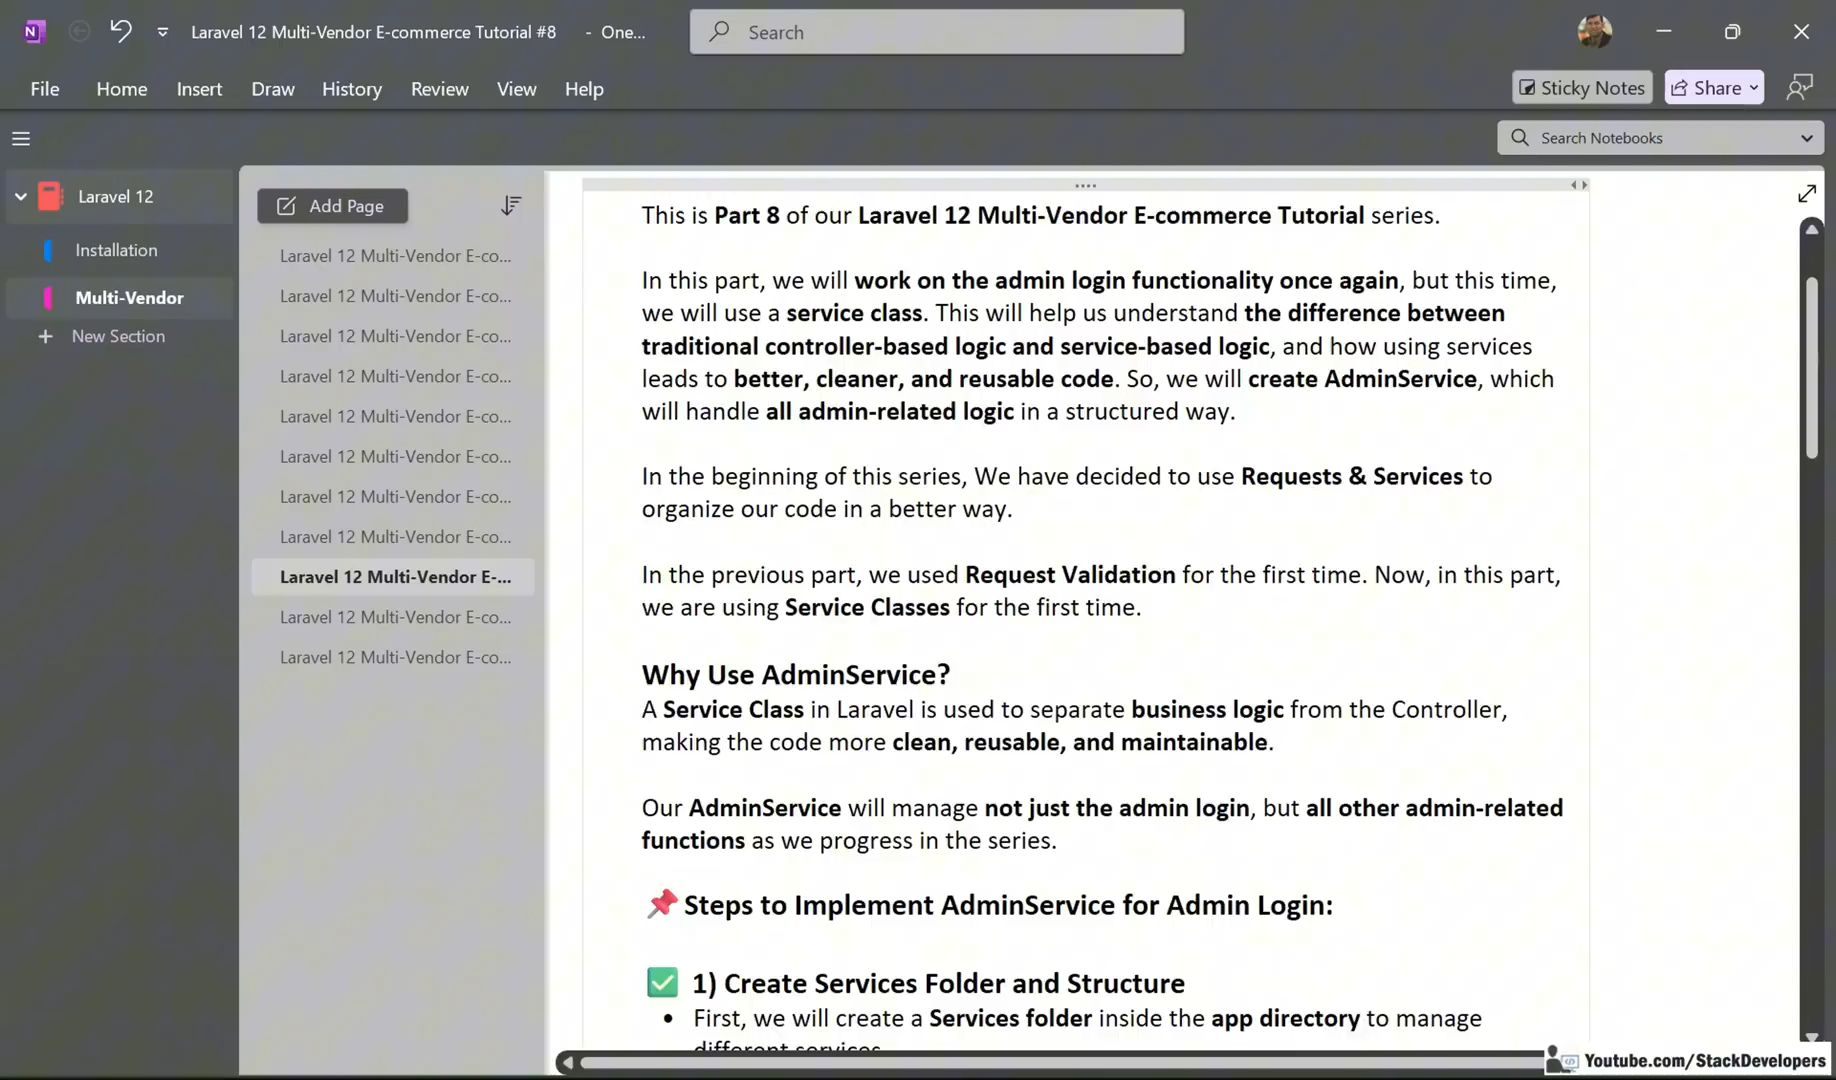 Laravel 12 Multi-Vendor E-commerce Tutorial #8 - One...
Search
File Home Insert Draw History Review View Help
Sticky Notes
Share
Search Notebooks
Laravel 12
Installation
Multi-Vendor
New Section
Add Page
Laravel 12 Multi-Vendor E-co...
Laravel 12 Multi-Vendor E-co...
Laravel 12 Multi-Vendor E-co...
Laravel 12 Multi-Vendor E-co...
Laravel 12 Multi-Vendor E-co...
Laravel 12 Multi-Vendor E-co...
Laravel 12 Multi-Vendor E-co...
Laravel 12 Multi-Vendor E-co...
Laravel 12 Multi-Vendor E-...
Laravel 12 Multi-Vendor E-co...
Laravel 12 Multi-Vendor E-co...
This is Part 8 of our Laravel 12 Multi-Vendor E-commerce Tutorial series.
In this part, we will work on the admin login functionality once again, but this time,
we will use a service class. This will help us understand the difference between
traditional controller-based logic and service-based logic, and how using services
leads to better, cleaner, and reusable code. So, we will create AdminService, which
will handle all admin-related logic in a structured way.
In the beginning of this series, We have decided to use Requests & Services to
organize our code in a better way.
In the previous part, we used Request Validation for the first time. Now, in this part,
we are using Service Classes for the first time.
Why Use AdminService?
A Service Class in Laravel is used to separate business logic from the Controller,
making the code more clean, reusable, and maintainable.
Our AdminService will manage not just the admin login, but all other admin-related
functions as we progress in the series.
📌 Steps to Implement AdminService for Admin Login:
✅ 1) Create Services Folder and Structure
• First, we will create a Services folder inside the app directory to manage
different services
Youtube.com/StackDevelopers